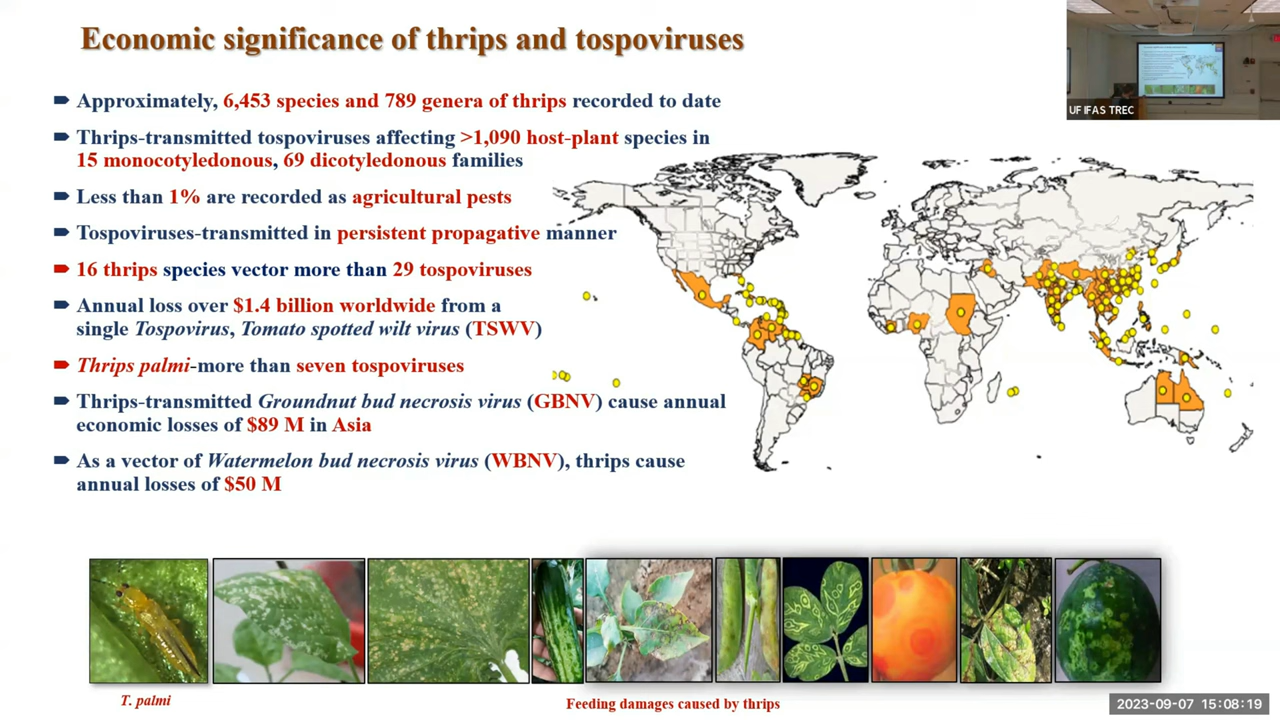 Economic significance of thrips and tospoviruses
UF IFAS TREC
Approximately, 6,453 species and 789 genera of thrips recorded to date
Thrips-transmitted tospoviruses affecting >1,090 host-plant species in
15 monocotyledonous, 69 dicotyledonous families
Less than 1% are recorded as agricultural pests
Tospoviruses-transmitted in persistent propagative manner
16 thrips species vector more than 29 tospoviruses
Annual loss over $1.4 billion worldwide from a
single Tospovirus, Tomato spotted wilt virus (TSWV)
Thrips palmi-more than seven tospoviruses
Thrips-transmitted Groundnut bud necrosis virus (GBNV) cause annual
economic losses of $89 M in Asia
As a vector of Watermelon bud necrosis virus (WBNV), thrips cause
annual losses of $50 M
T. palmi
Feeding damages caused by thrips
2023-09-07 15:08:19